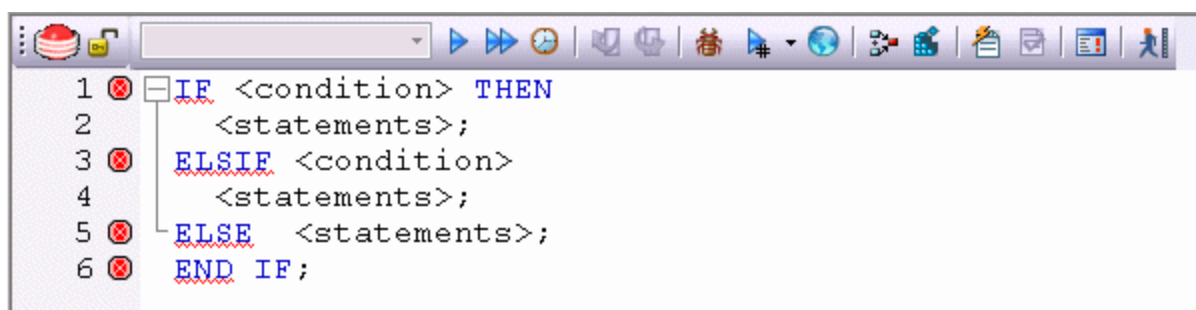 1 IF <condition> THEN
2 <statements>;
3 ELSIF <condition>
4 <statements>;
5 ELSE <statements>;
6 END IF;